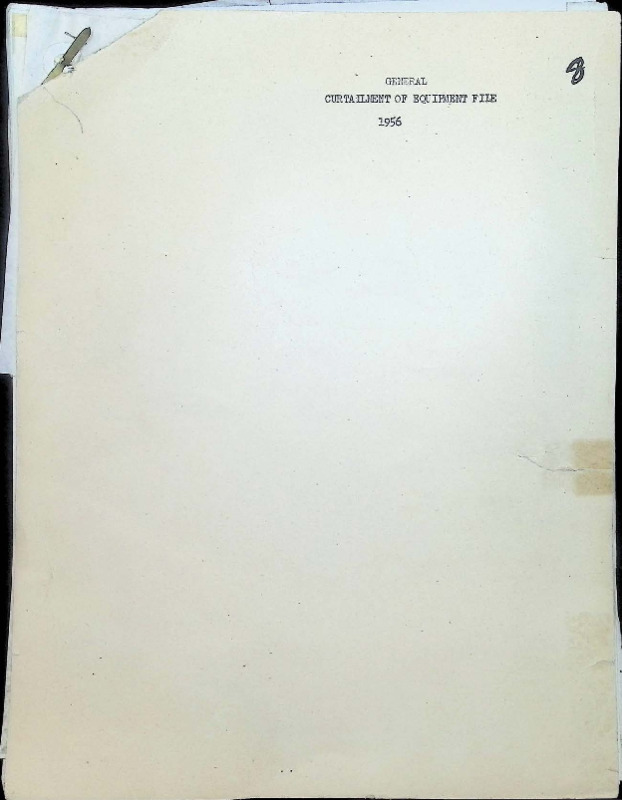 8
GENERAL
CURTAILMENT OF EQUIPMENT FILE
1956